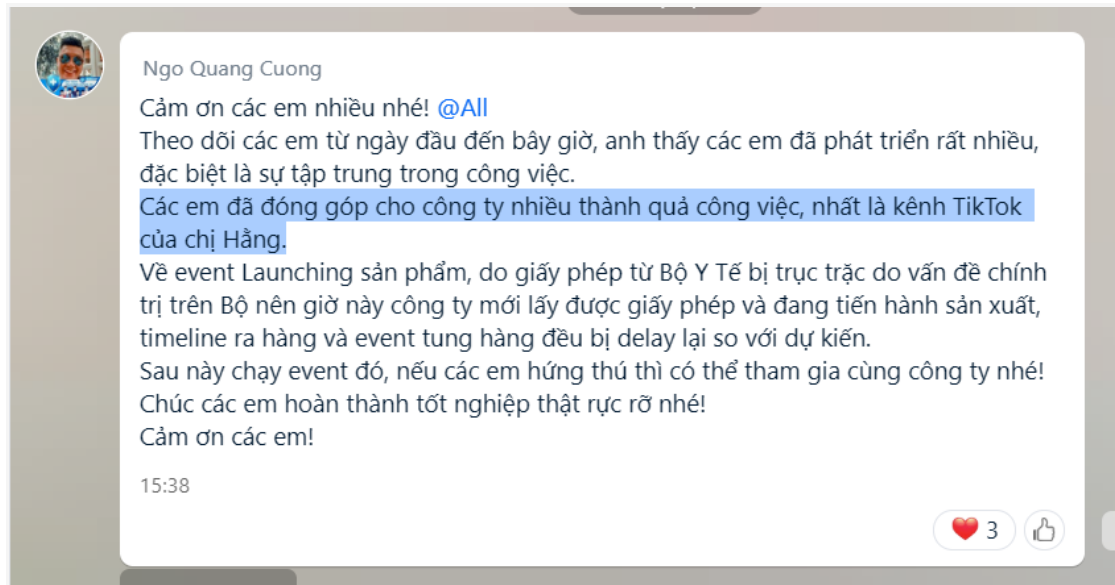 Ngo Quang Cuong
Cảm ơn các em nhiều nhé! @All
Theo dõi các em từ ngày đầu đến bây giờ, anh thấy các em đã phát triển rất nhiều,
đặc biệt là sự tập trung trong công việc.
Các em đã đóng góp cho công ty nhiều thành quả công việc, nhất là kênh TikTok
của chị Hằng.
Về event Launching sản phẩm, do giấy phép từ Bộ Y Tế bị trục trặc do vấn đề chính
trị trên Bộ nên giờ này công ty mới lấy được giấy phép và đang tiến hành sản xuất,
timeline ra hàng và event tung hàng đều bị delay lại so với dự kiến.
Sau này chạy event đó, nếu các em hứng thú thì có thể tham gia cùng công ty nhé!
Chúc các em hoàn thành tốt nghiệp thật rực rỡ nhé!
Cảm ơn các em!
15:38
3